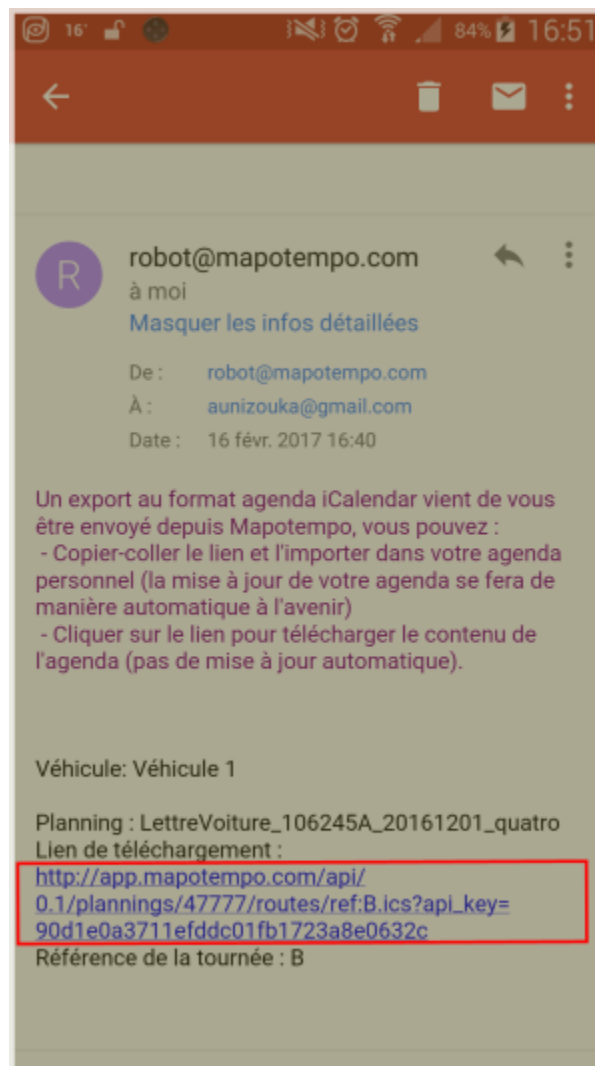 16° 84% 16:51
R robot@mapotempo.com
à moi
Masquer les infos détaillées
De : robot@mapotempo.com
À : aunizouka@gmail.com
Date : 16 févr. 2017 16:40
Un export au format agenda iCalendar vient de vous
être envoyé depuis Mapotempo, vous pouvez :
- Copier-coller le lien et l'importer dans votre agenda
personnel (la mise à jour de votre agenda se fera de
manière automatique à l'avenir)
- Cliquer sur le lien pour télécharger le contenu de
l'agenda (pas de mise à jour automatique).
Véhicule: Véhicule 1
Planning : LettreVoiture_106245A_20161201_quatro
Lien de téléchargement :
http://app.mapotempo.com/api/
0.1/plannings/47777/routes/ref:B.ics?api_key=
90d1e0a3711efddc01fb1723a8e0632c
Référence de la tournée : B